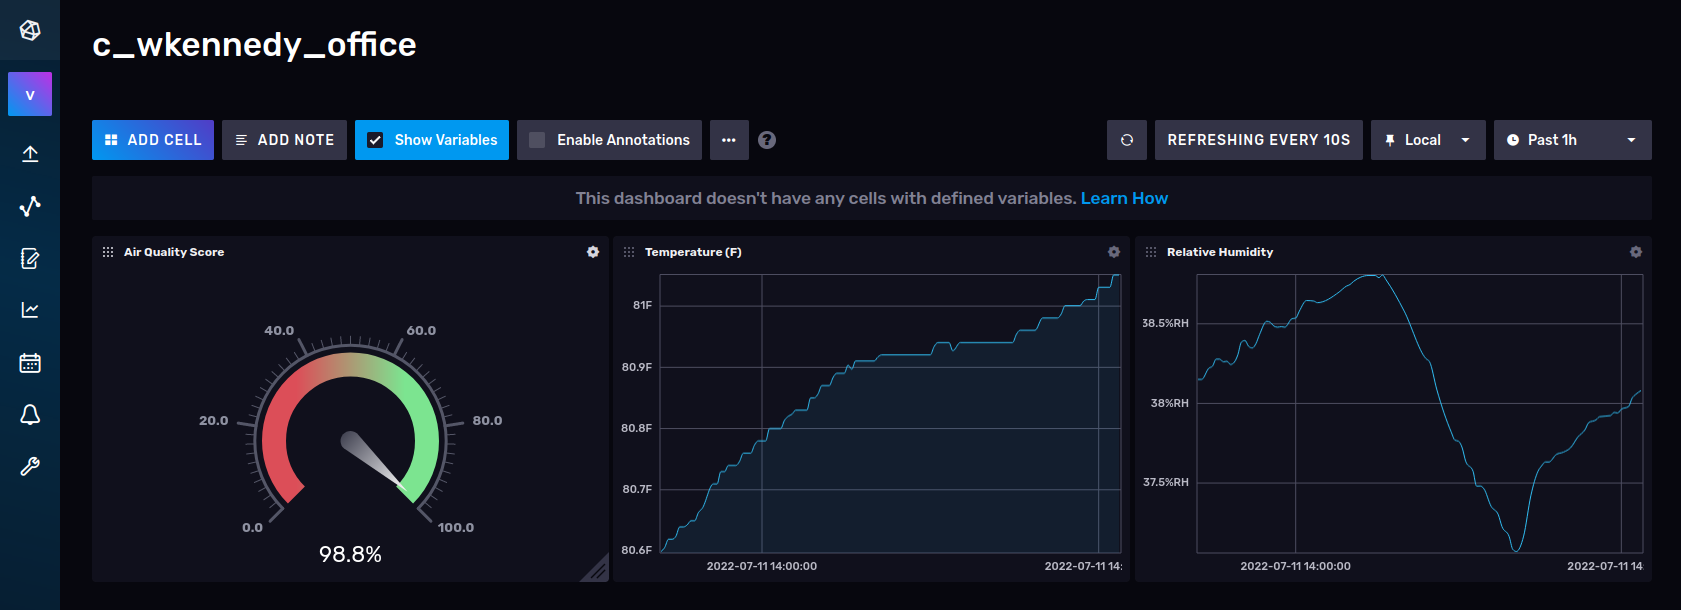 c_wkennedy_office
V
ADD CELL
ADD NOTE
Show Variables
Enable Annotations
?
REFRESHING EVERY 10S
Local
Past 1h
This dashboard doesn't have any cells with defined variables. Learn How
Air Quality Score
0.0
20.0
40.0
60.0
80.0
100.0
98.8%
Temperature (F)
81F
80.9F
80.8F
80.7F
80.6F
2022-07-11 14:00:00
2022-07-11 14:
Relative Humidity
38.5%RH
38%RH
37.5%RH
2022-07-11 14:00:00
2022-07-11 14